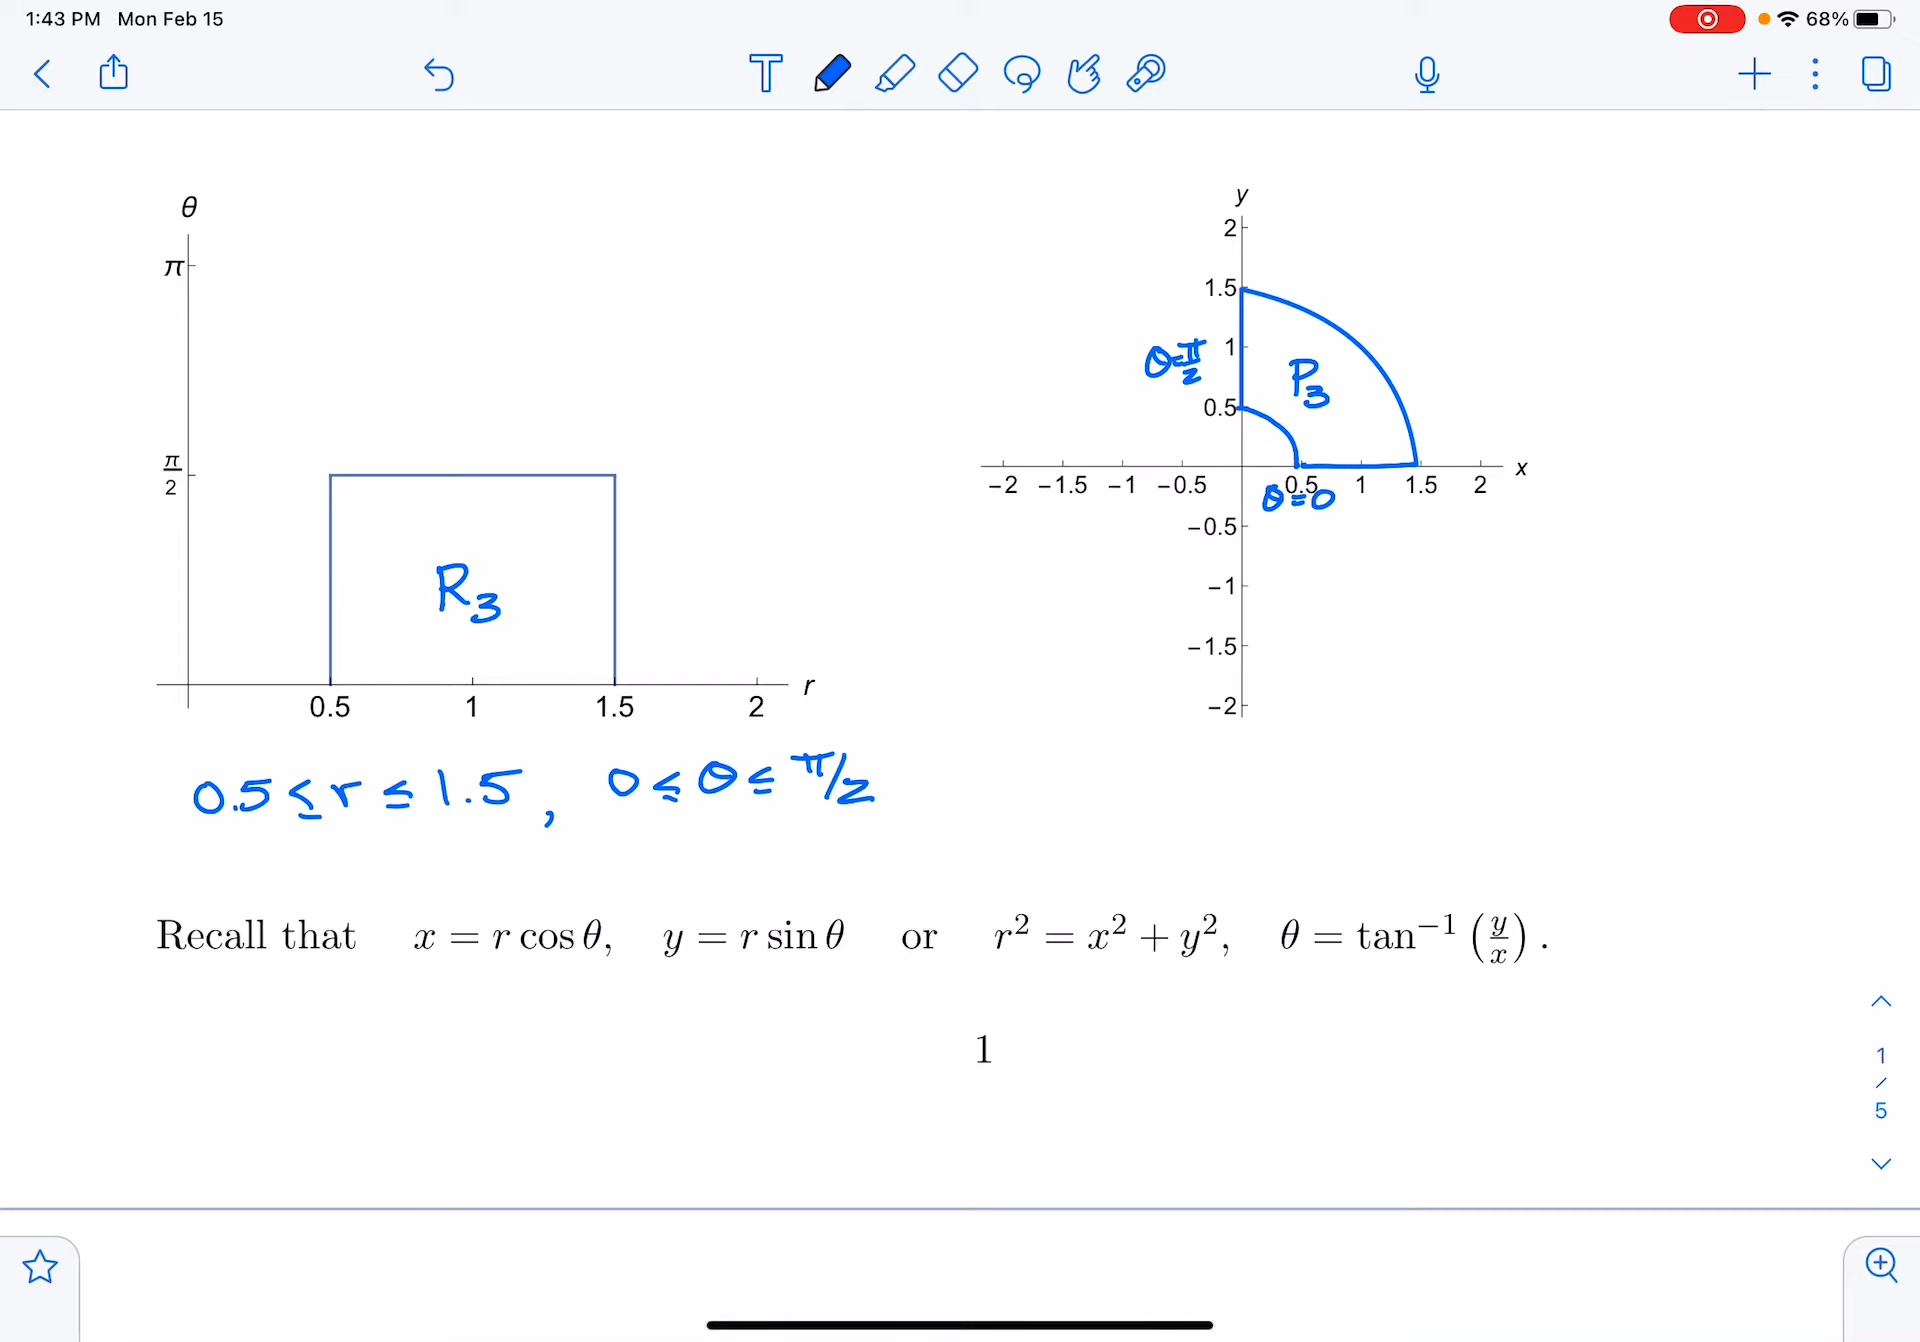 1:43 PM Mon Feb 15
68%
T
θ
π
π/2
R₃
0.5 1 1.5 2 r
y
2
1.5
θ=π/2 1 P₃
0.5
−2 −1.5 −1 −0.5 0.5 1 1.5 2 x
θ=0
−0.5
−1
−1.5
−2
0.5 ≤ r ≤ 1.5, 0 ≤ θ ≤ π/2
Recall that x = r cos θ, y = r sin θ or r² = x² + y², θ = tan⁻¹ (y/x) .
1
1
/
5